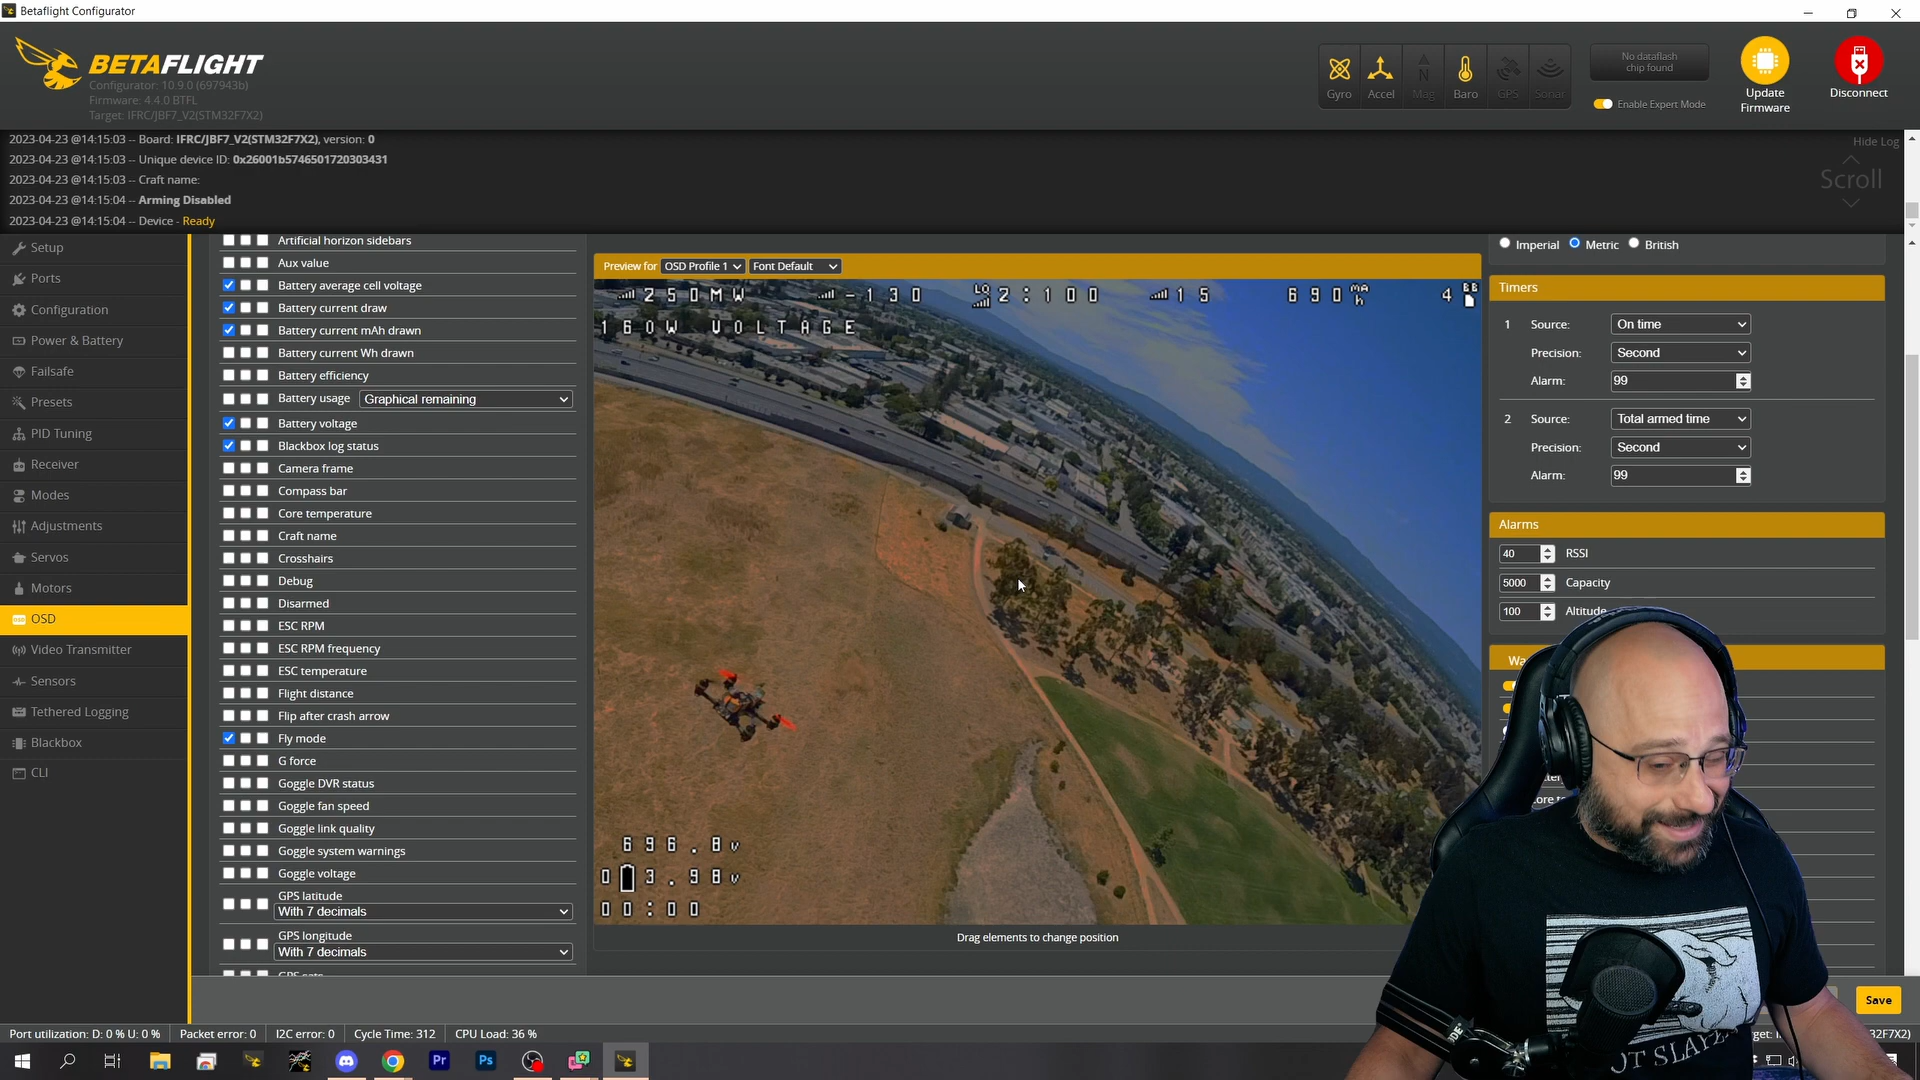 Betaflight Configurator
BETAFLIGHT
Configurator: 10.9.0 (697943b)
Firmware: 4.4.0 BTFL
Target: IFRC/JBF7_V2(STM32F7X2)
Gyro
Accel
Mag
Baro
GPS
Sonar
No dataflash
chip found
Enable Expert Mode
Update
Firmware
Disconnect
2023-04-23 @14:15:03 -- Board: IFRC/JBF7_V2(STM32F7X2), version: 0
2023-04-23 @14:15:03 -- Unique device ID: 0x26001b5746501720303431
2023-04-23 @14:15:03 -- Craft name:
2023-04-23 @14:15:04 -- Arming Disabled
2023-04-23 @14:15:04 -- Device - Ready
Hide Log
Scroll
Setup
Ports
Configuration
Power & Battery
Failsafe
Presets
PID Tuning
Receiver
Modes
Adjustments
Servos
Motors
OSD
Video Transmitter
Sensors
Tethered Logging
Blackbox
CLI
Artificial horizon sidebars
Aux value
Battery average cell voltage
Battery current draw
Battery current mAh drawn
Battery current Wh drawn
Battery efficiency
Battery usage Graphical remaining
Battery voltage
Blackbox log status
Camera frame
Compass bar
Core temperature
Craft name
Crosshairs
Debug
Disarmed
ESC RPM
ESC RPM frequency
ESC temperature
Flight distance
Flip after crash arrow
Fly mode
G force
Goggle DVR status
Goggle fan speed
Goggle link quality
Goggle system warnings
Goggle voltage
GPS latitude
With 7 decimals
GPS longitude
With 7 decimals
GPS sats
Preview for OSD Profile 1 Font Default
250MW -130 LQ 2:100 15 690 mAh 4 BB
160W VOLTAGE
696.8V
0 3.98V
00:00
Drag elements to change position
Imperial Metric British
Timers
1 Source: On time
Precision: Second
Alarm: 99
2 Source: Total armed time
Precision: Second
Alarm: 99
Alarms
40 RSSI
5000 Capacity
100 Altitude
Wa
Save
Port utilization: D: 0 % U: 0 %
Packet error: 0
I2C error: 0
Cycle Time: 312
CPU Load: 36 %
Pr
Ps